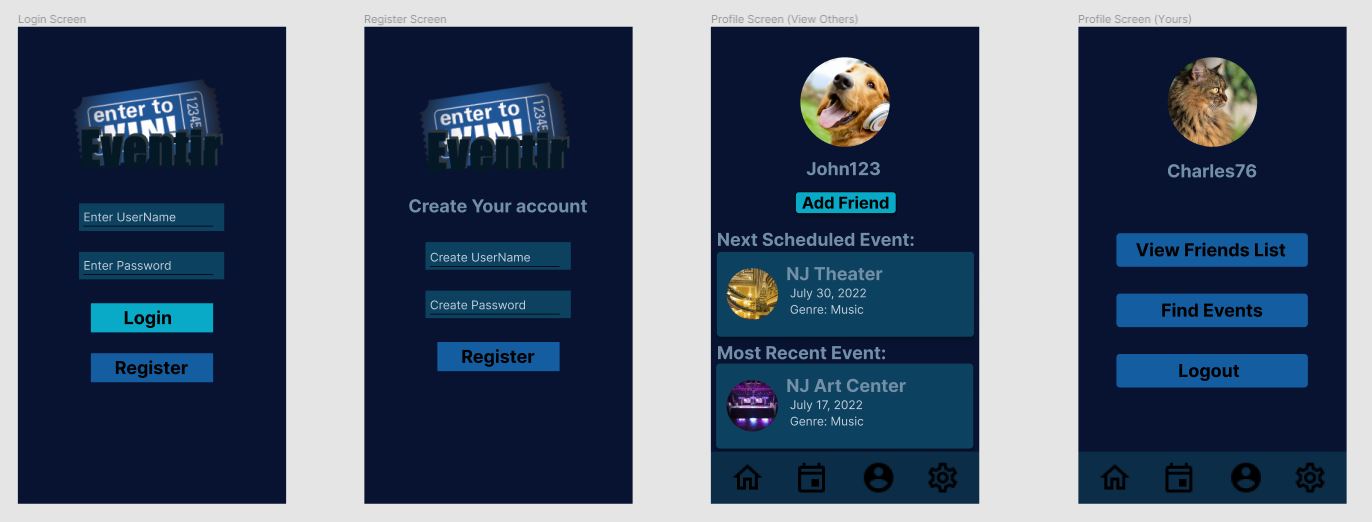 Login Screen
enter to
WIN!
12345
Eventir
Enter UserName
Enter Password
Login
Register
Register Screen
enter to
WIN!
12345
Eventir
Create Your account
Create UserName
Create Password
Register
Profile Screen (View Others)
John123
Add Friend
Next Scheduled Event:
NJ Theater
July 30, 2022
Genre: Music
Most Recent Event:
NJ Art Center
July 17, 2022
Genre: Music
Profile Screen (Yours)
Charles76
View Friends List
Find Events
Logout